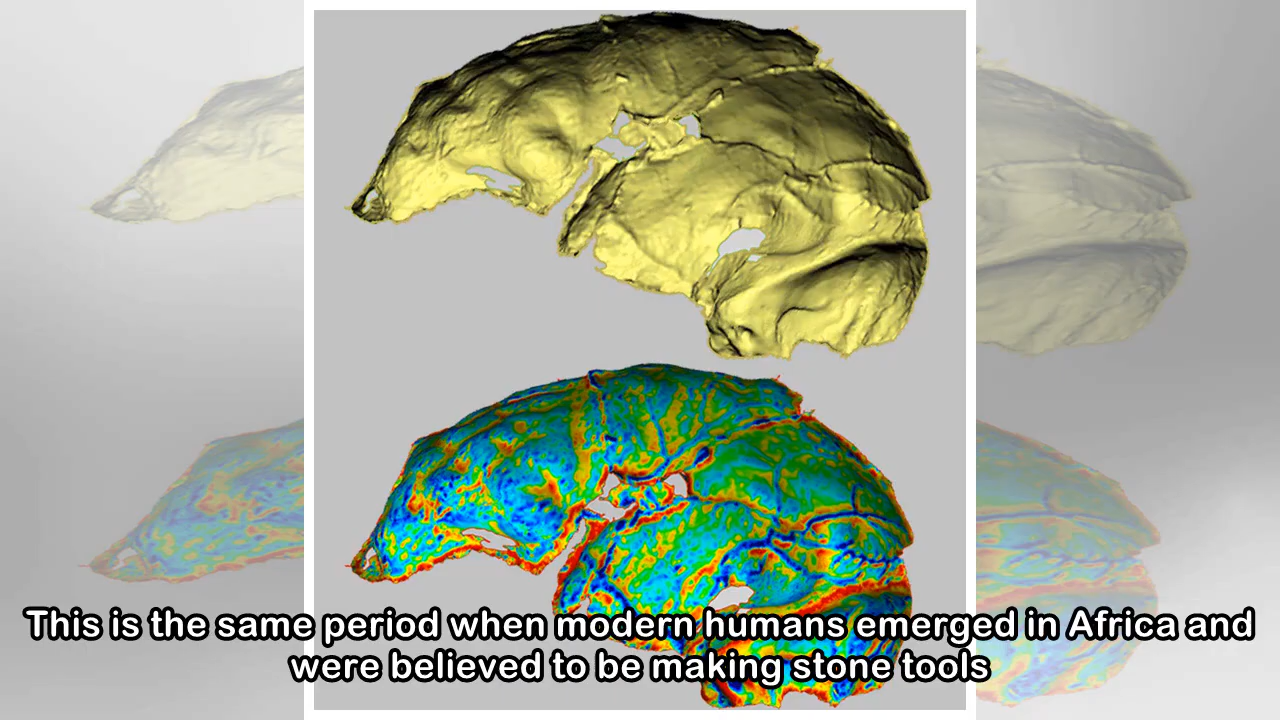 This is the same period when modern humans emerged in Africa and
were believed to be making stone tools